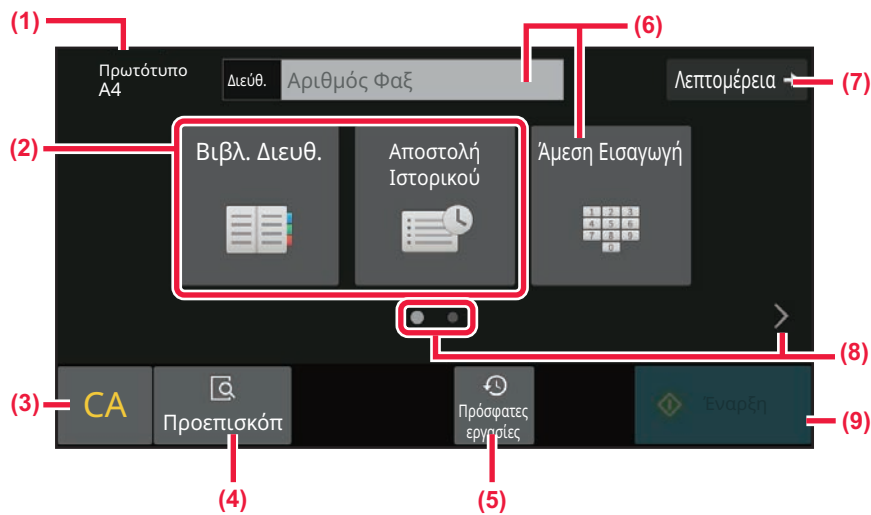 (1)
(6)
Πρωτότυπο
A4
Διεύθ.
Αριθμός Φαξ
Λεπτομέρεια
(7)
(2)
Βιβλ. Διευθ.
Αποστολή
Ιστορικού
Άμεση Εισαγωγή
1 2 3
4 5 6
7 8 9
0
(8)
(3)
CA
Προεπισκόπ
Πρόσφατες
εργασίες
Έναρξη
(9)
(4)
(5)